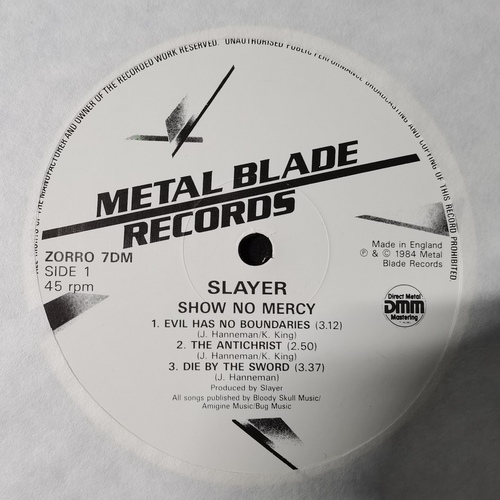 ALL RIGHTS OF THE MANUFACTURER AND OWNER OF THE RECORDED WORK RESERVED. UNAUTHORISED PUBLIC PERFORMANCE BROADCASTING AND COPYING OF THIS RECORD PROHIBITED.
METAL BLADE
RECORDS
ZORRO 7DM
SIDE 1
45 rpm
Made in England
℗ & © 1984 Metal
Blade Records
SLAYER
SHOW NO MERCY
Direct Metal
DMM
Mastering
1. EVIL HAS NO BOUNDARIES (3.12)
(J. Hanneman/K. King)
2. THE ANTICHRIST (2.50)
(J. Hanneman/K. King)
3. DIE BY THE SWORD (3.37)
(J. Hanneman)
Produced by Slayer
All songs published by Bloody Skull Music/
Amigine Music/Bug Music